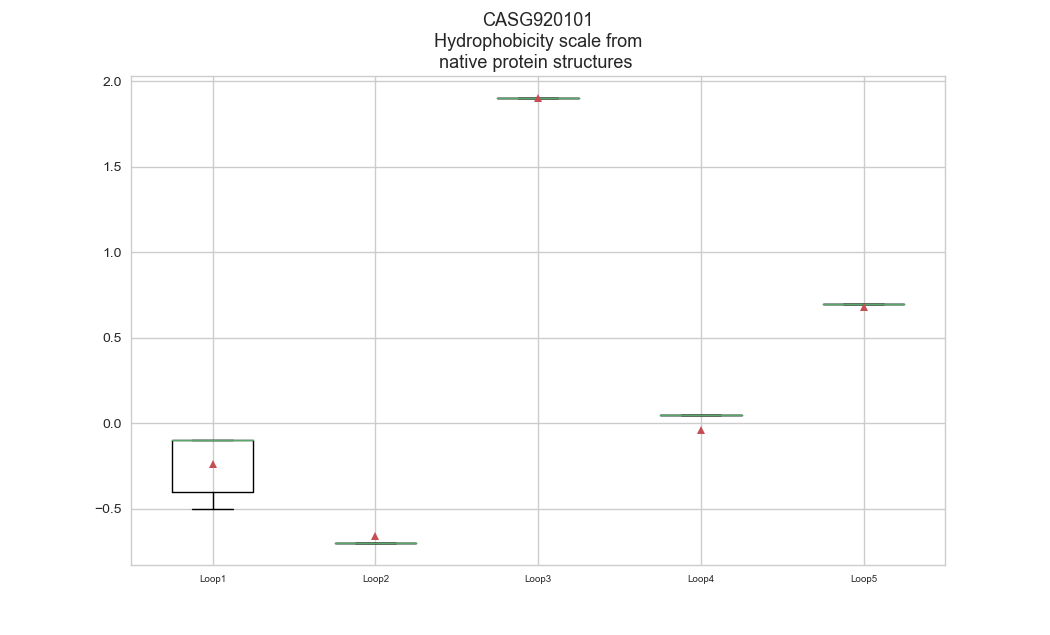 CASG920101
Hydrophobicity scale from
native protein structures
2.0
1.5
1.0
0.5
0.0
−0.5
Loop1 Loop2 Loop3 Loop4 Loop5